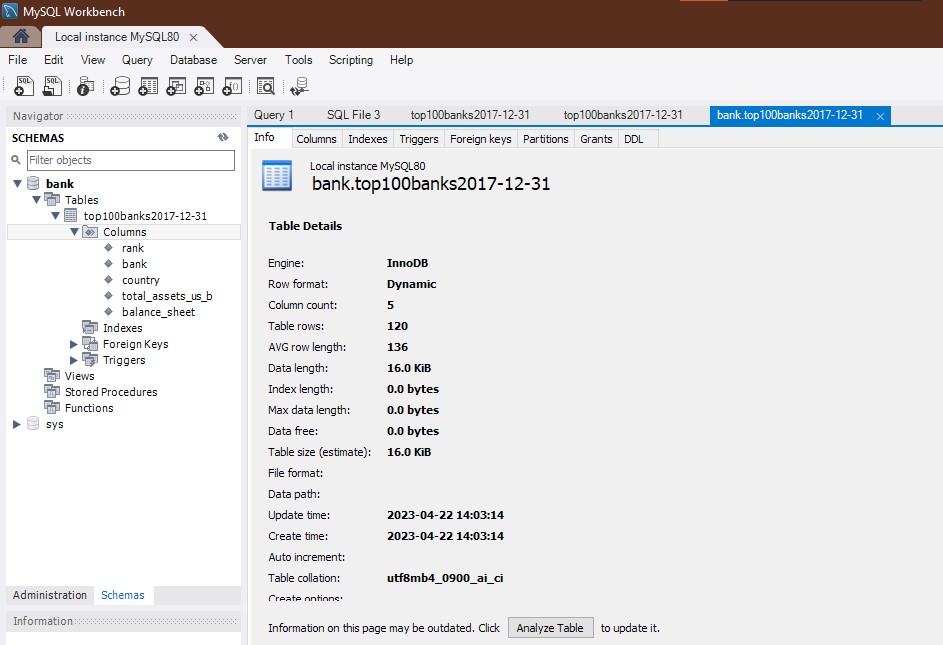 MySQL Workbench
Local instance MySQL80
File Edit View Query Database Server Tools Scripting Help
Navigator
SCHEMAS
Filter objects
bank
Tables
top100banks2017-12-31
Columns
rank
bank
country
total_assets_us_b
balance_sheet
Indexes
Foreign Keys
Triggers
Views
Stored Procedures
Functions
sys
Administration Schemas
Information
Query 1 SQL File 3 top100banks2017-12-31 top100banks2017-12-31 bank.top100banks2017-12-31
Info Columns Indexes Triggers Foreign keys Partitions Grants DDL
Local instance MySQL80
bank.top100banks2017-12-31
Table Details
Engine: InnoDB
Row format: Dynamic
Column count: 5
Table rows: 120
AVG row length: 136
Data length: 16.0 KiB
Index length: 0.0 bytes
Max data length: 0.0 bytes
Data free: 0.0 bytes
Table size (estimate): 16.0 KiB
File format:
Data path:
Update time: 2023-04-22 14:03:14
Create time: 2023-04-22 14:03:14
Auto increment:
Table collation: utf8mb4_0900_ai_ci
Create options:
Information on this page may be outdated. Click Analyze Table to update it.